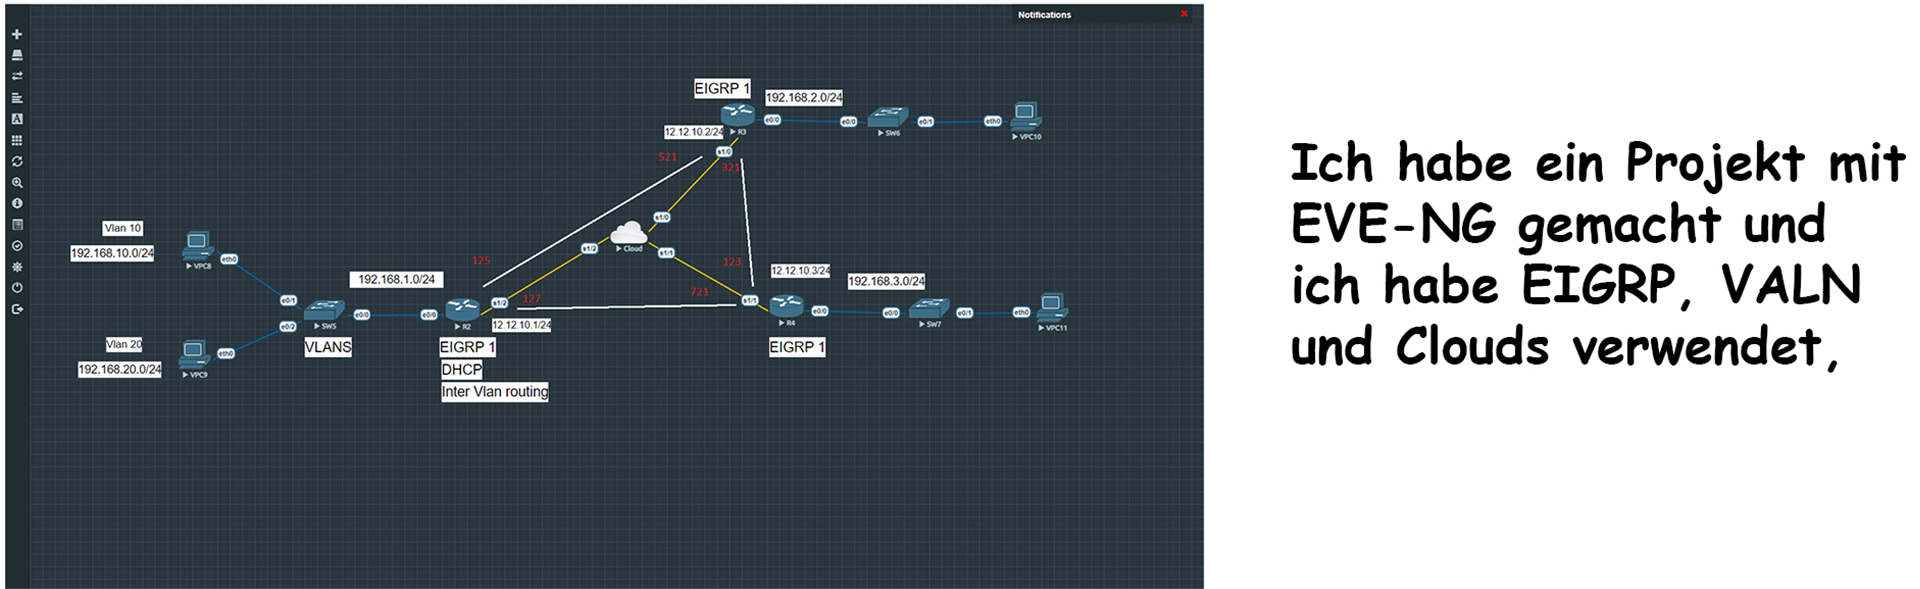 Notifications
EIGRP 1
192.168.2.0/24
e0/0
e0/0
e0/1
eth0
R3
SW6
VPC10
12.12.10.2/24
s1/0
521
321
Vlan 10
192.168.10.0/24
VPC8
eth0
s1/0
s1/2
Cloud
s1/1
125
123
12.12.10.3/24
192.168.3.0/24
192.168.1.0/24
127
721
e0/1
s1/2
s1/1
SW5
e0/0
e0/0
R2
R4
e0/0
e0/0
SW7
e0/1
eth0
VPC11
e0/2
12.12.10.1/24
Vlan 20
192.168.20.0/24
VPC9
eth0
VLANS
EIGRP 1
DHCP
Inter Vlan routing
EIGRP 1
Ich habe ein Projekt mit
EVE-NG gemacht und
ich habe EIGRP, VALN
und Clouds verwendet,